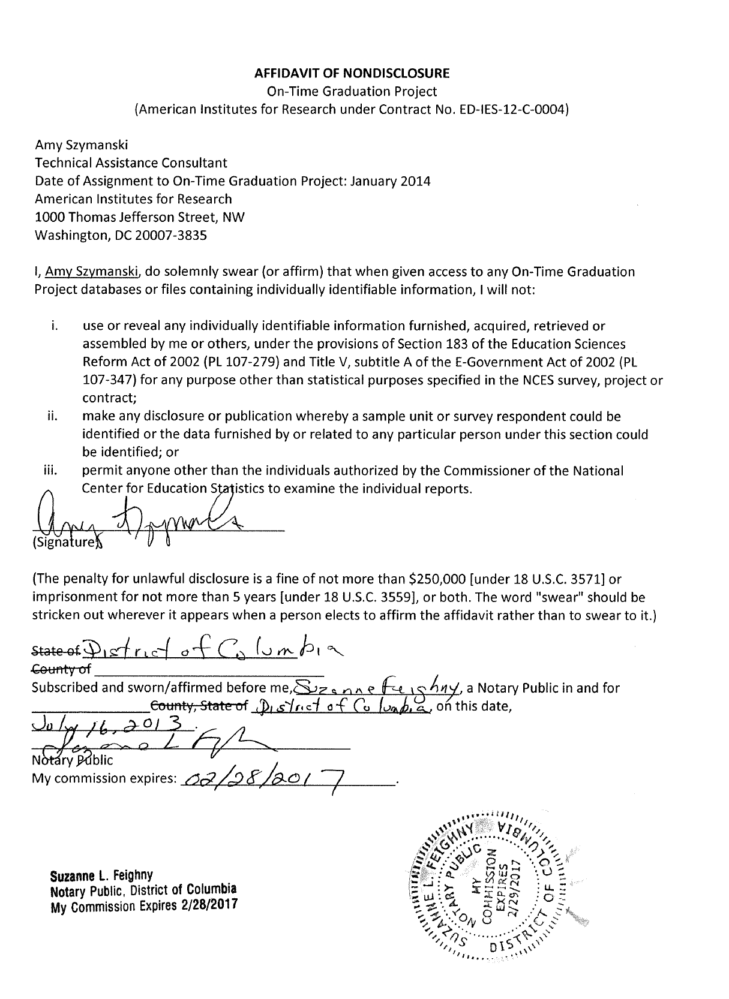 AFFIDAVIT OF NONDISCLOSURE
On-Time Graduation Project
(American Institutes for Research under Contract No. ED-IES-12-C-0004)
Amy Szymanski
Technical Assistance Consultant
Date of Assignment to On-Time Graduation Project: January 2014
American Institutes for Research
1000 Thomas Jefferson Street, NW
Washington, DC 20007-3835
I, Amy Szymanski, do solemnly swear (or affirm) that when given access to any On-Time Graduation
Project databases or files containing individually identifiable information, I will not:
i. use or reveal any individually identifiable information furnished, acquired, retrieved or
assembled by me or others, under the provisions of Section 183 of the Education Sciences
Reform Act of 2002 (PL 107-279) and Title V, subtitle A of the E-Government Act of 2002 (PL
107-347) for any purpose other than statistical purposes specified in the NCES survey, project or
contract;
ii. make any disclosure or publication whereby a sample unit or survey respondent could be
identified or the data furnished by or related to any particular person under this section could
be identified; or
iii. permit anyone other than the individuals authorized by the Commissioner of the National
Center for Education Statistics to examine the individual reports.
Amy Szymanski
(Signature)
(The penalty for unlawful disclosure is a fine of not more than $250,000 [under 18 U.S.C. 3571] or
imprisonment for not more than 5 years [under 18 U.S.C. 3559], or both. The word "swear" should be
stricken out wherever it appears when a person elects to affirm the affidavit rather than to swear to it.)
State of District of Columbia
County of
Subscribed and sworn/affirmed before me, Suzanne Feighny, a Notary Public in and for
County, State of District of Columbia, on this date,
July 16, 2013.
Notary Public
My commission expires: 02/28/2017.
Suzanne L. Feighny
Notary Public, District of Columbia
My Commission Expires 2/28/2017
SUZANNE L. FEIGHNY
NOTARY PUBLIC
MY
COMMISSION
EXPIRES
2/29/2017
DISTRICT OF COLUMBIA